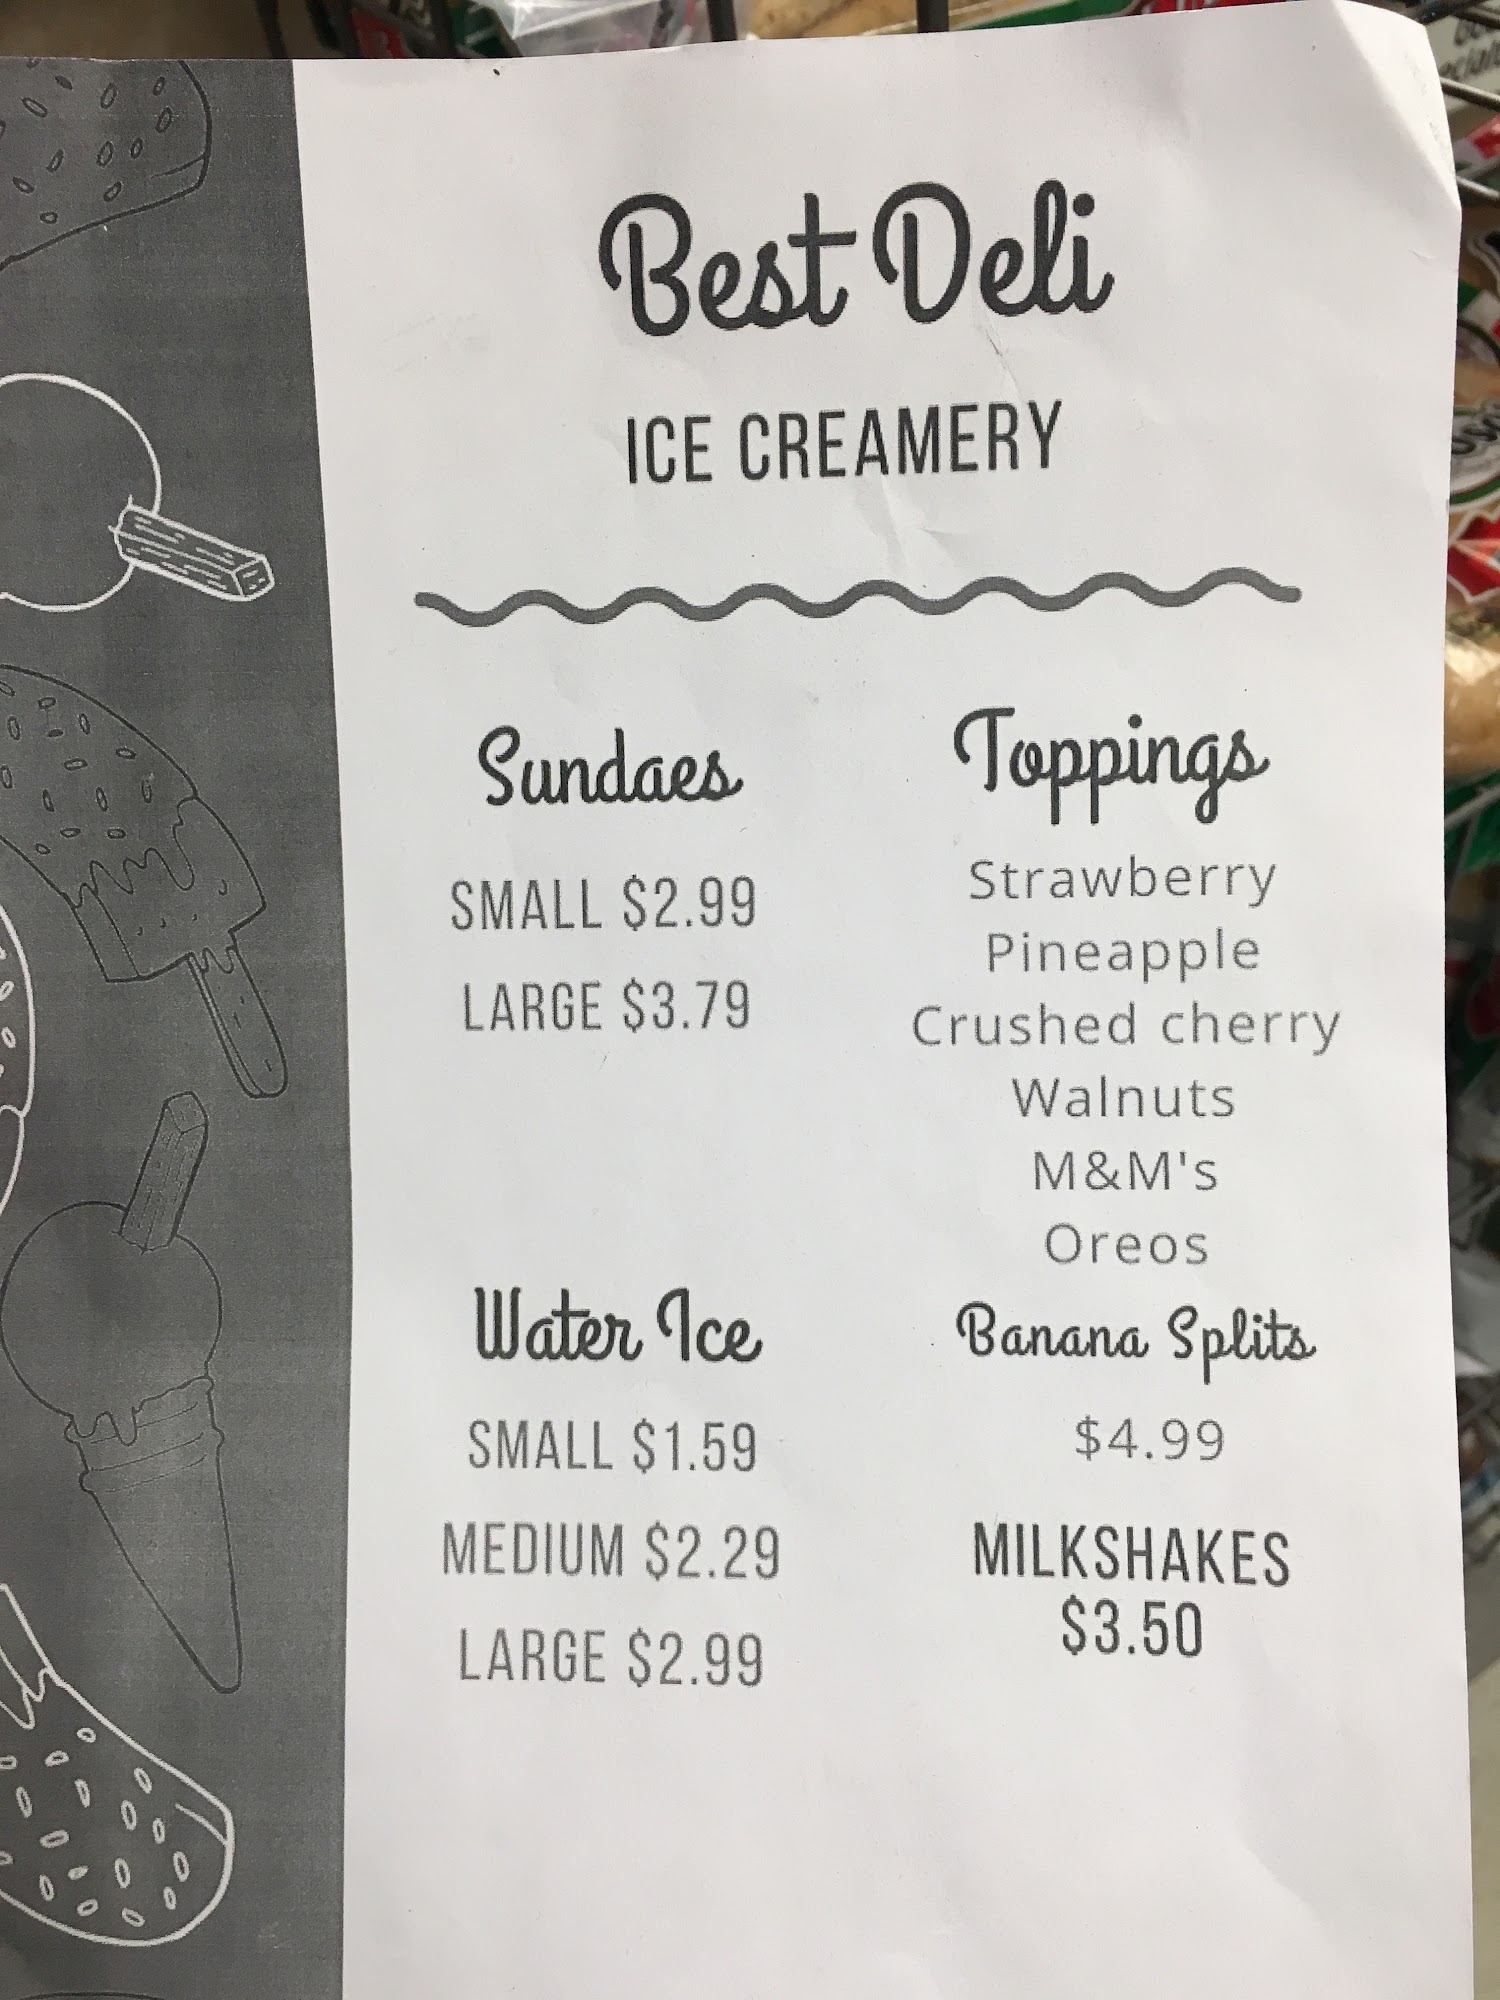 Best Deli
ICE CREAMERY
Sundaes
SMALL $2.99
LARGE $3.79
Toppings
Strawberry
Pineapple
Crushed cherry
Walnuts
M&M's
Oreos
Water Ice
SMALL $1.59
MEDIUM $2.29
LARGE $2.99
Banana Splits
$4.99
MILKSHAKES
$3.50